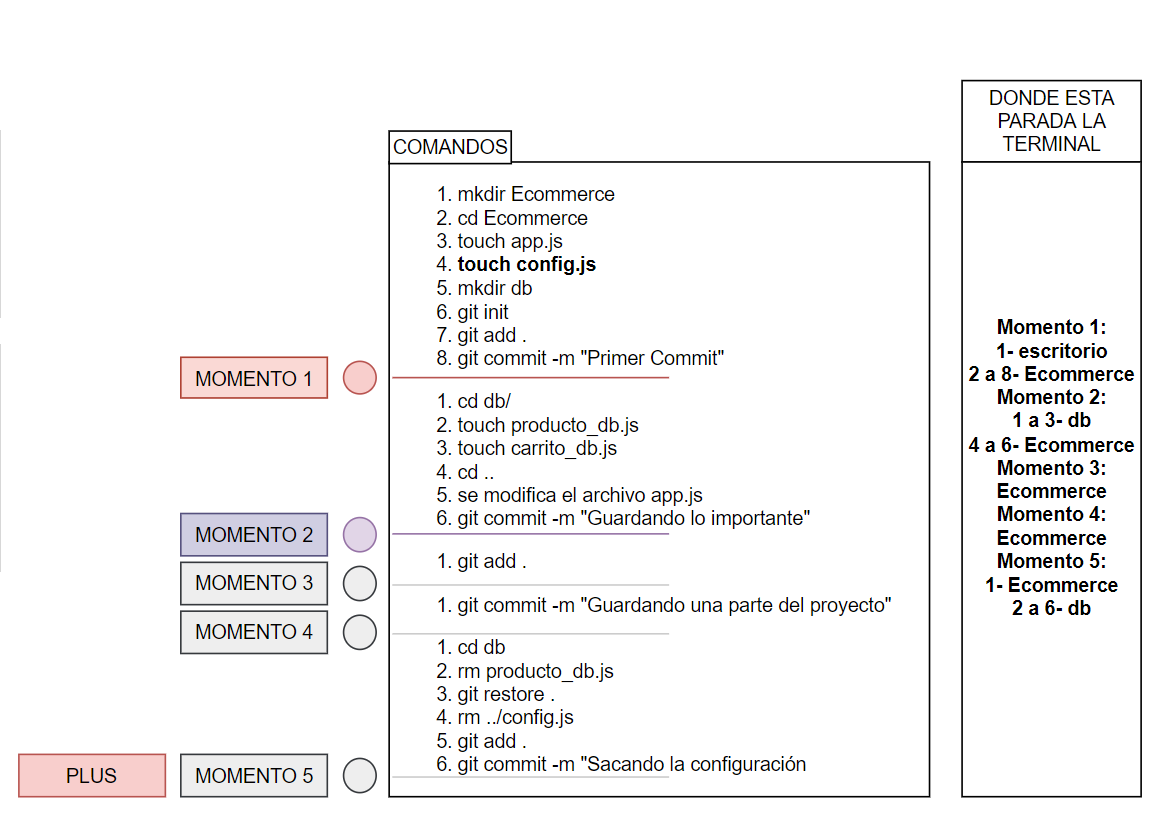 DONDE ESTA
PARADA LA
TERMINAL
COMANDOS
1. mkdir Ecommerce
2. cd Ecommerce
3. touch app.js
4. touch config.js
5. mkdir db
6. git init
7. git add .
8. git commit -m "Primer Commit"
MOMENTO 1
1. cd db/
2. touch producto_db.js
3. touch carrito_db.js
4. cd ..
5. se modifica el archivo app.js
6. git commit -m "Guardando lo importante"
MOMENTO 2
1. git add .
MOMENTO 3
1. git commit -m "Guardando una parte del proyecto"
MOMENTO 4
1. cd db
2. rm producto_db.js
3. git restore .
4. rm ../config.js
5. git add .
6. git commit -m "Sacando la configuración
PLUS
MOMENTO 5
Momento 1:
1- escritorio
2 a 8- Ecommerce
Momento 2:
1 a 3- db
4 a 6- Ecommerce
Momento 3:
Ecommerce
Momento 4:
Ecommerce
Momento 5:
1- Ecommerce
2 a 6- db